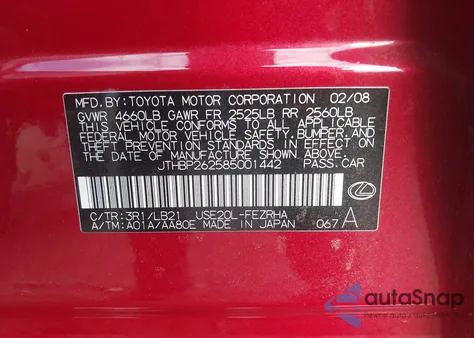 MFD. BY: TOYOTA MOTOR CORPORATION 02/08
GVWR 4660LB GAWR FR 2525LB RR 2560LB
THIS VEHICLE CONFORMS TO ALL APPLICABLE
FEDERAL MOTOR VEHICLE SAFETY, BUMPER, AND
THEFT PREVENTION STANDARDS IN EFFECT ON
THE DATE OF MANUFACTURE SHOWN ABOVE.
JTHBP262585001442 PASS. CAR
C/TR: 3R1/LB21 USE20L-FEZRHA
A/TM: A01A/AA80E MADE IN JAPAN 067 A
autaSnap